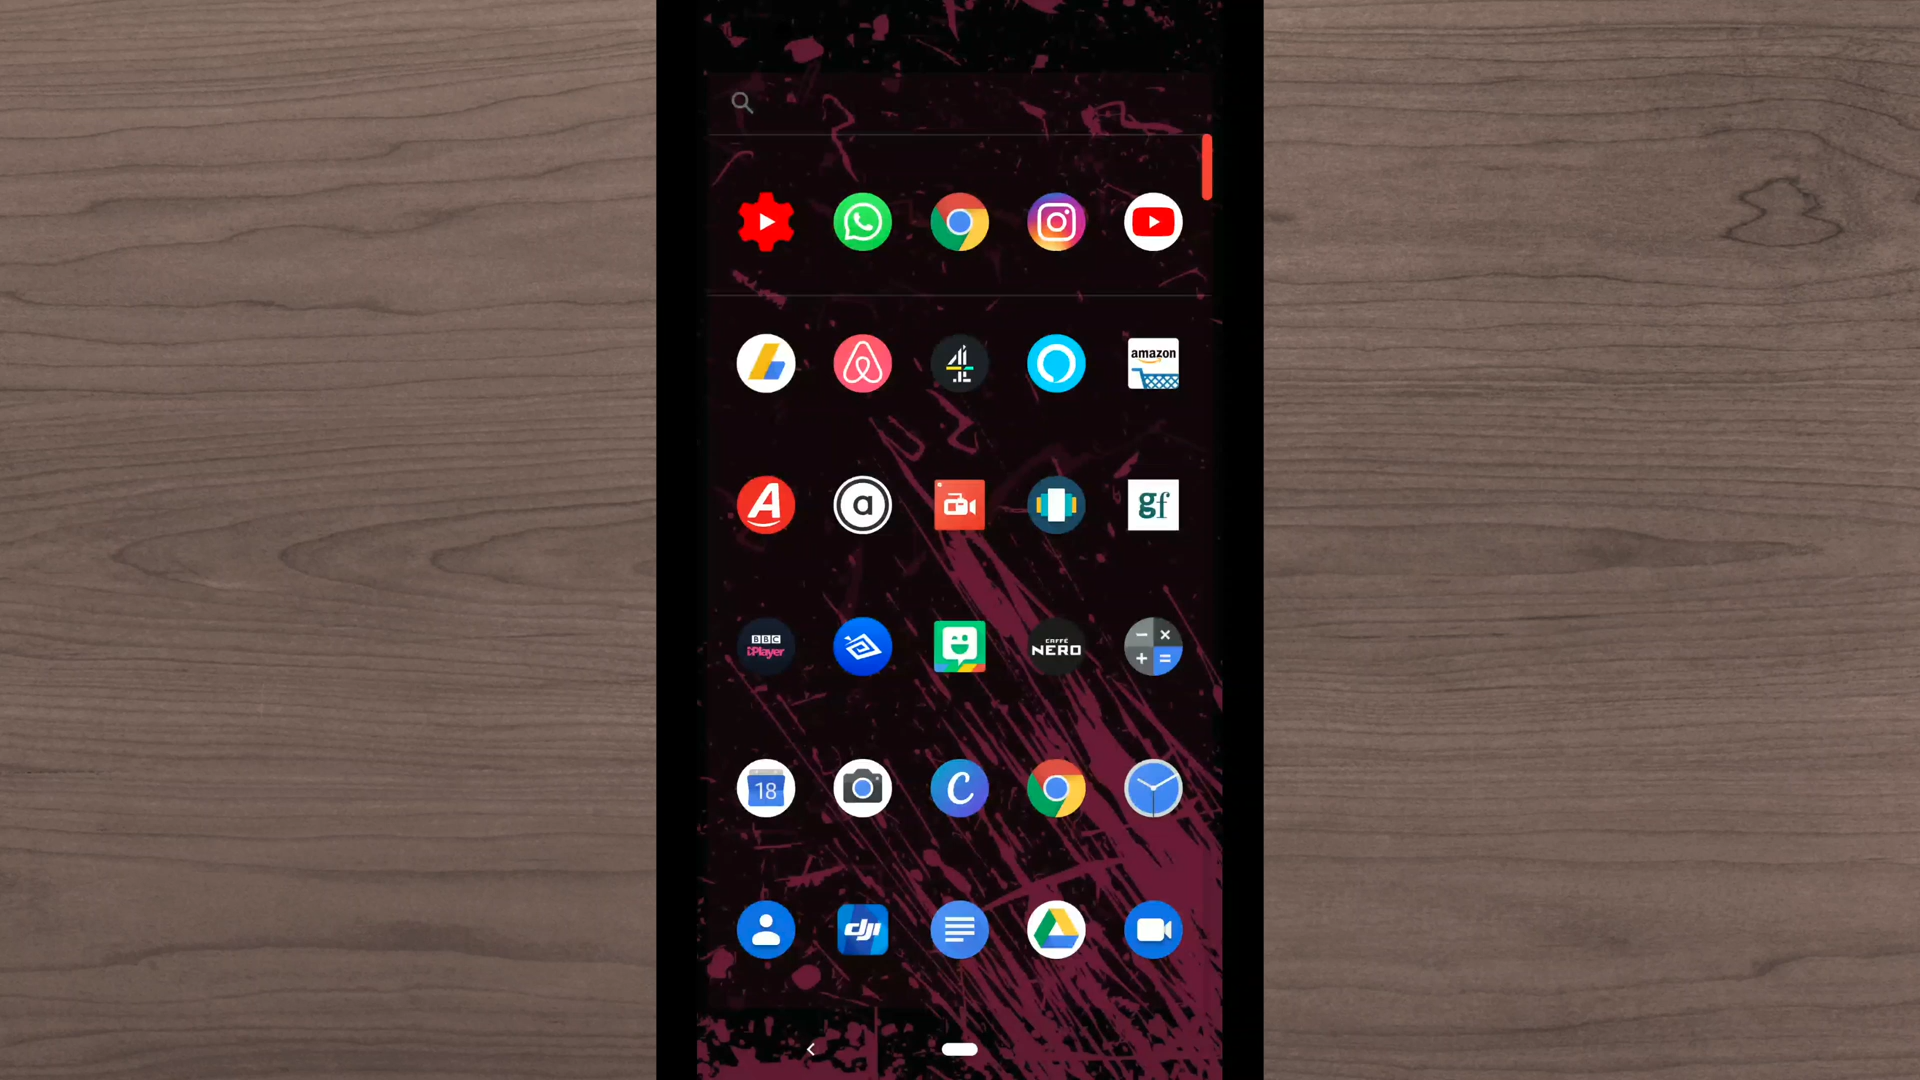 amazon
A
a
gf
BBC
iPlayer
CAFFÈ
NERO
18
C
dji